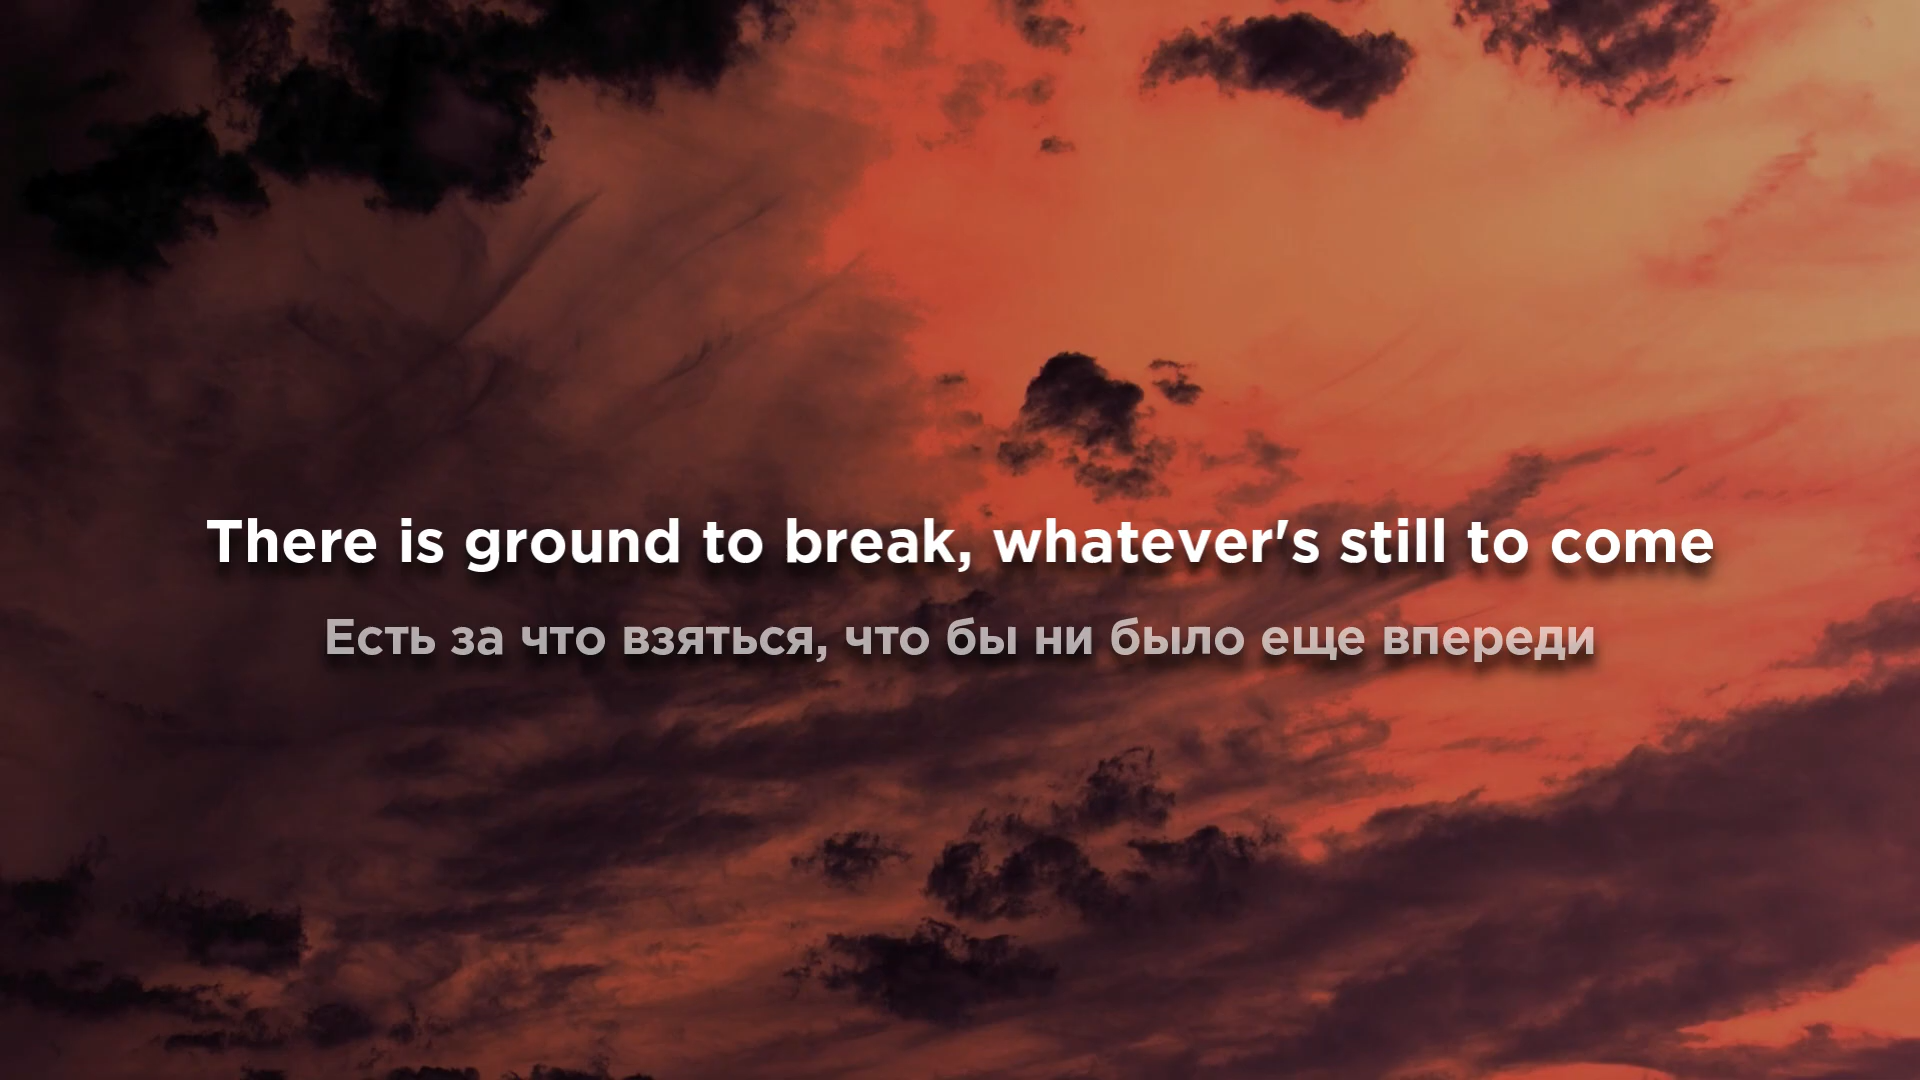 There is ground to break, whatever's still to come
Есть за что взяться, что бы ни было еще впереди